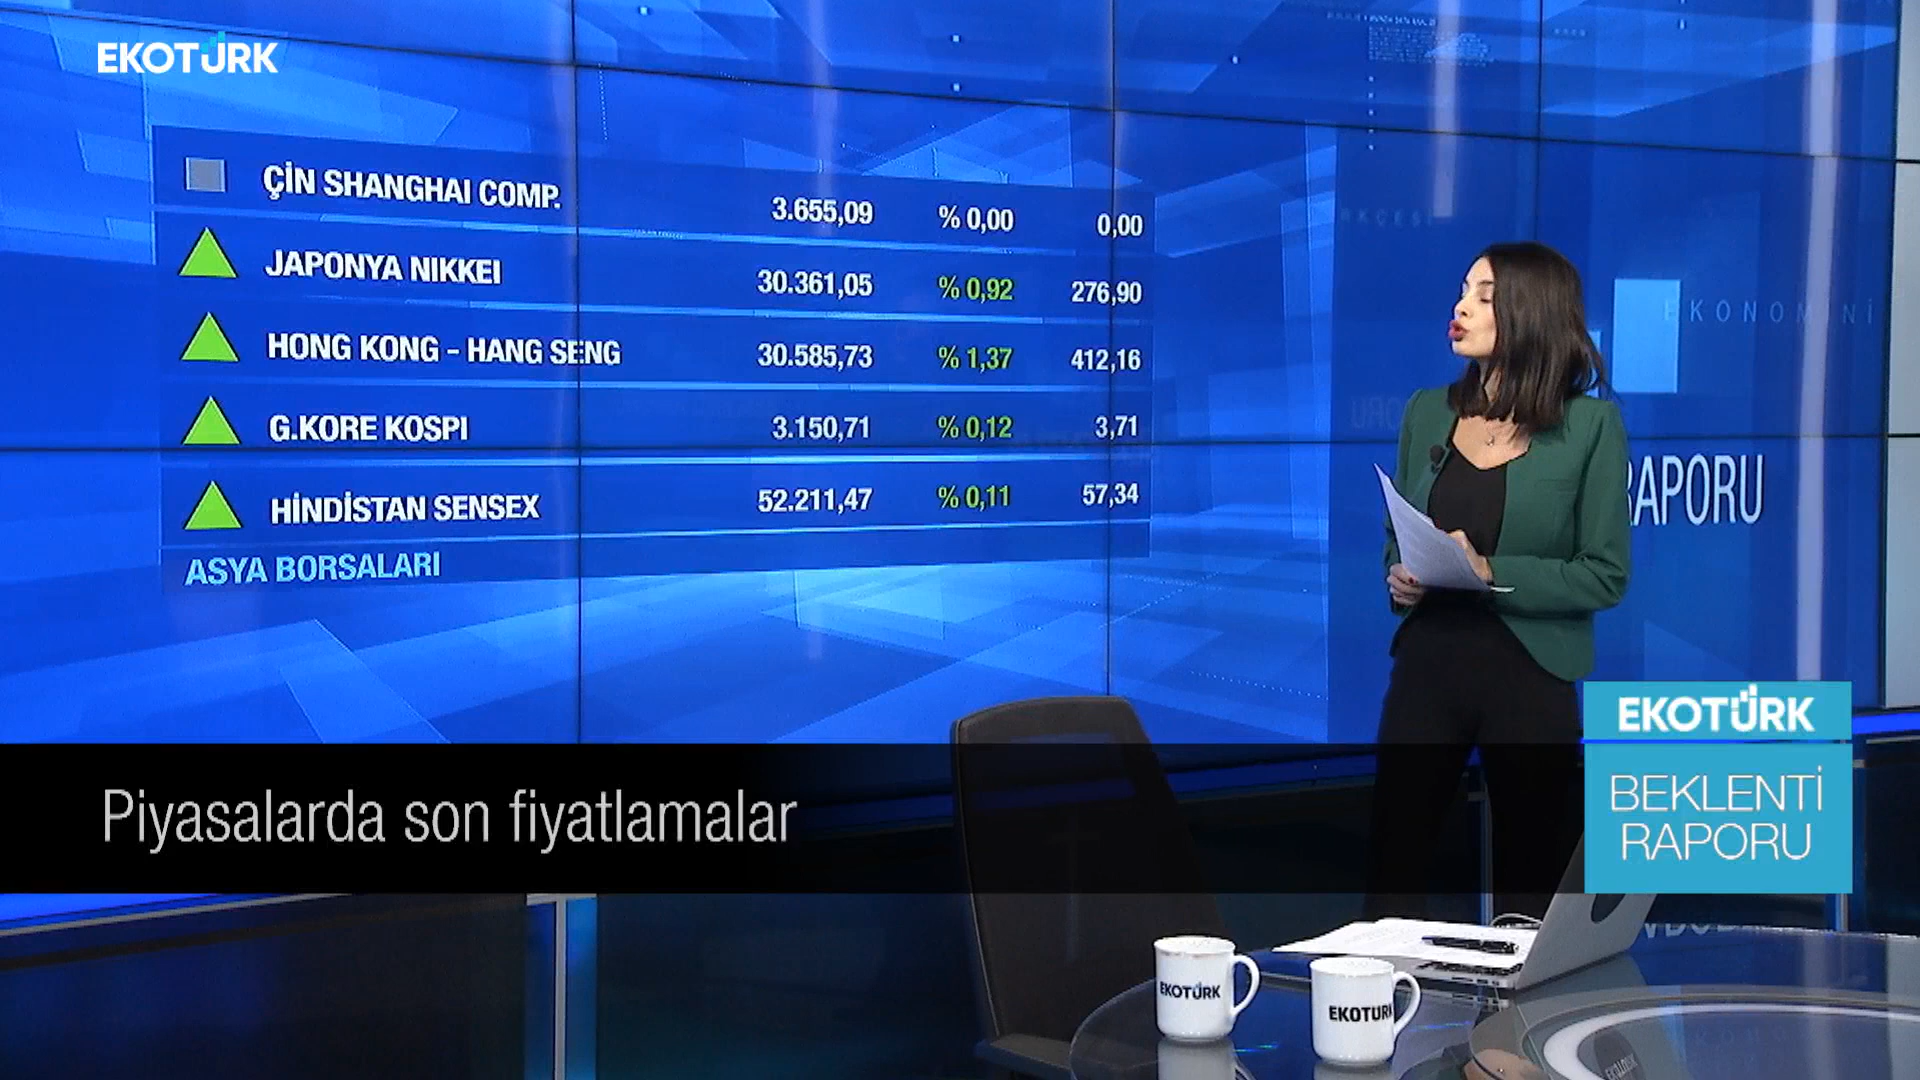 EKOTÜRK
ÇİN SHANGHAI COMP. 3.655,09 % 0,00 0,00
JAPONYA NIKKEI 30.361,05 % 0,92 276,90
HONG KONG - HANG SENG 30.585,73 % 1,37 412,16
G.KORE KOSPI 3.150,71 % 0,12 3,71
HİNDİSTAN SENSEX 52.211,47 % 0,11 57,34
ASYA BORSALARI
EKONOMİNİ
RAPORU
EKOTÜRK
BEKLENTİ
RAPORU
Piyasalarda son fiyatlamalar
EKOTÜRK
EKOTÜRK